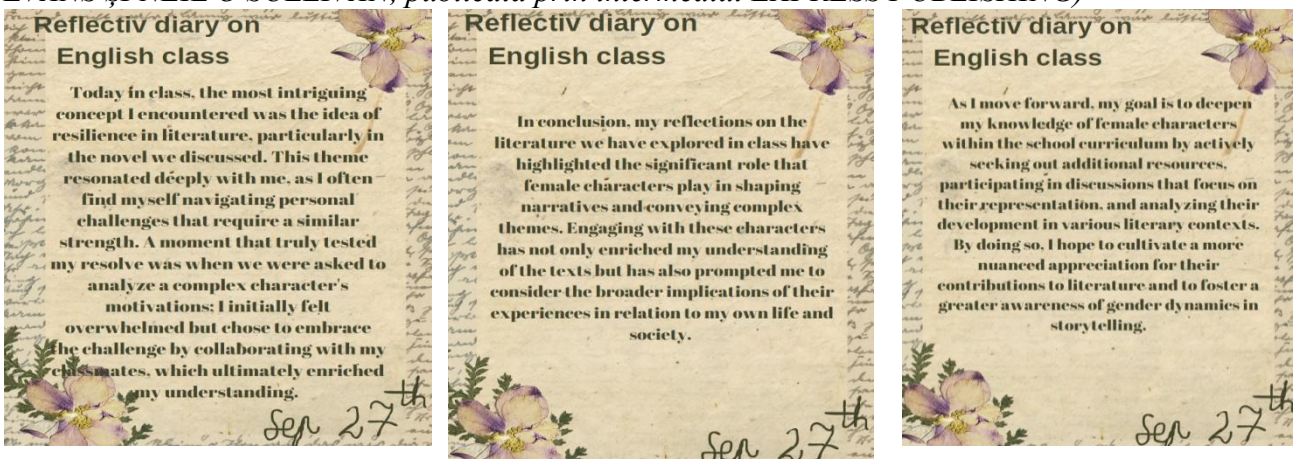 EVANS ȘI NEIL O'SULLIVAN, publicată prin intermediul EXPRESS PUBLISHING)
Reflectiv diary on
English class
Today in class, the most intriguing
concept I encountered was the idea of
resilience in literature, particularly in
the novel we discussed. This theme
resonated deeply with me, as I often
find myself navigating personal
challenges that require a similar
strength. A moment that truly tested
my resolve was when we were asked to
analyze a complex character's
motivations; I initially felt
overwhelmed but chose to embrace
the challenge by collaborating with my
classmates, which ultimately enriched
my understanding.
Sep 27th
Reflectiv diary on
English class
In conclusion, my reflections on the
literature we have explored in class have
highlighted the significant role that
female characters play in shaping
narratives and conveying complex
themes. Engaging with these characters
has not only enriched my understanding
of the texts but has also prompted me to
consider the broader implications of their
experiences in relation to my own life and
society.
Sep 27th
Reflectiv diary on
English class
As I move forward, my goal is to deepen
my knowledge of female characters
within the school curriculum by actively
seeking out additional resources,
participating in discussions that focus on
their representation, and analyzing their
development in various literary contexts.
By doing so, I hope to cultivate a more
nuanced appreciation for their
contributions to literature and to foster a
greater awareness of gender dynamics in
storytelling.
Sep 27th